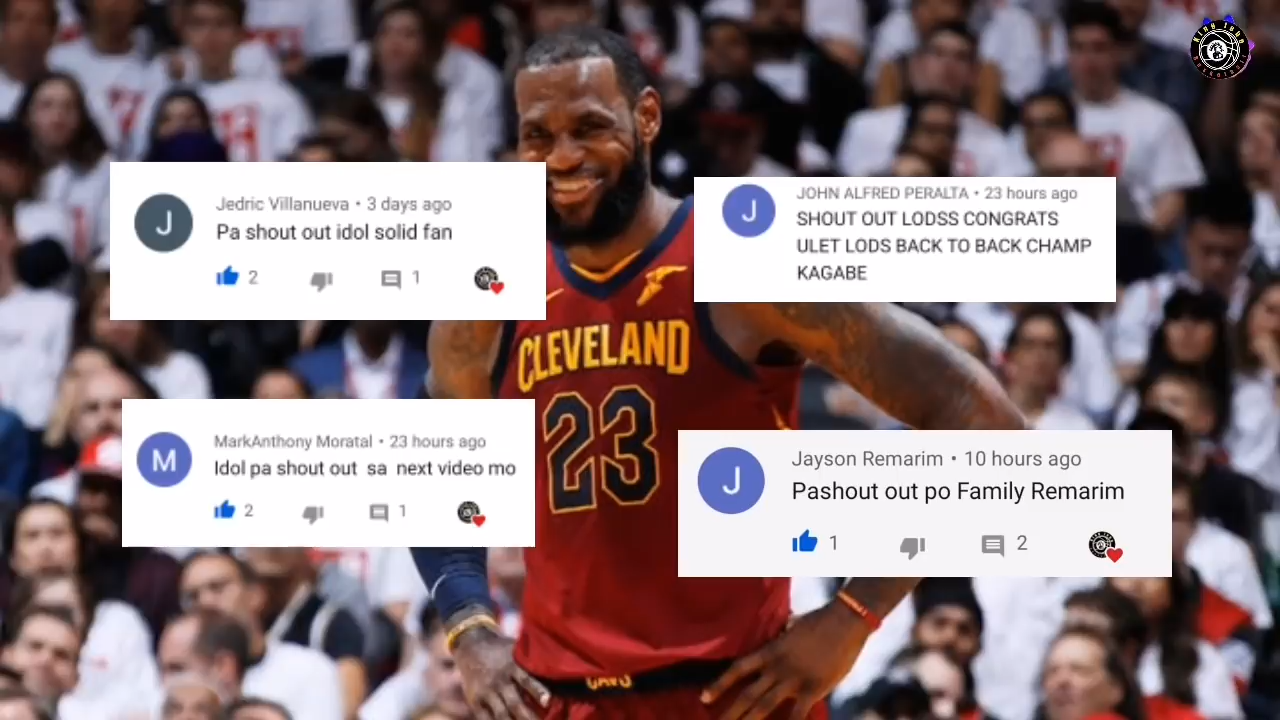 Jedric Villanueva • 3 days ago
Pa shout out idol solid fan
2
1
JOHN ALFRED PERALTA • 23 hours ago
SHOUT OUT LODSS CONGRATS
ULET LODS BACK TO BACK CHAMP
KAGABE
MarkAnthony Moratal • 23 hours ago
Idol pa shout out sa next video mo
2
1
Jayson Remarim • 10 hours ago
Pashout out po Family Remarim
1
2
J
J
M
J
CLEVELAND
23
CAVS